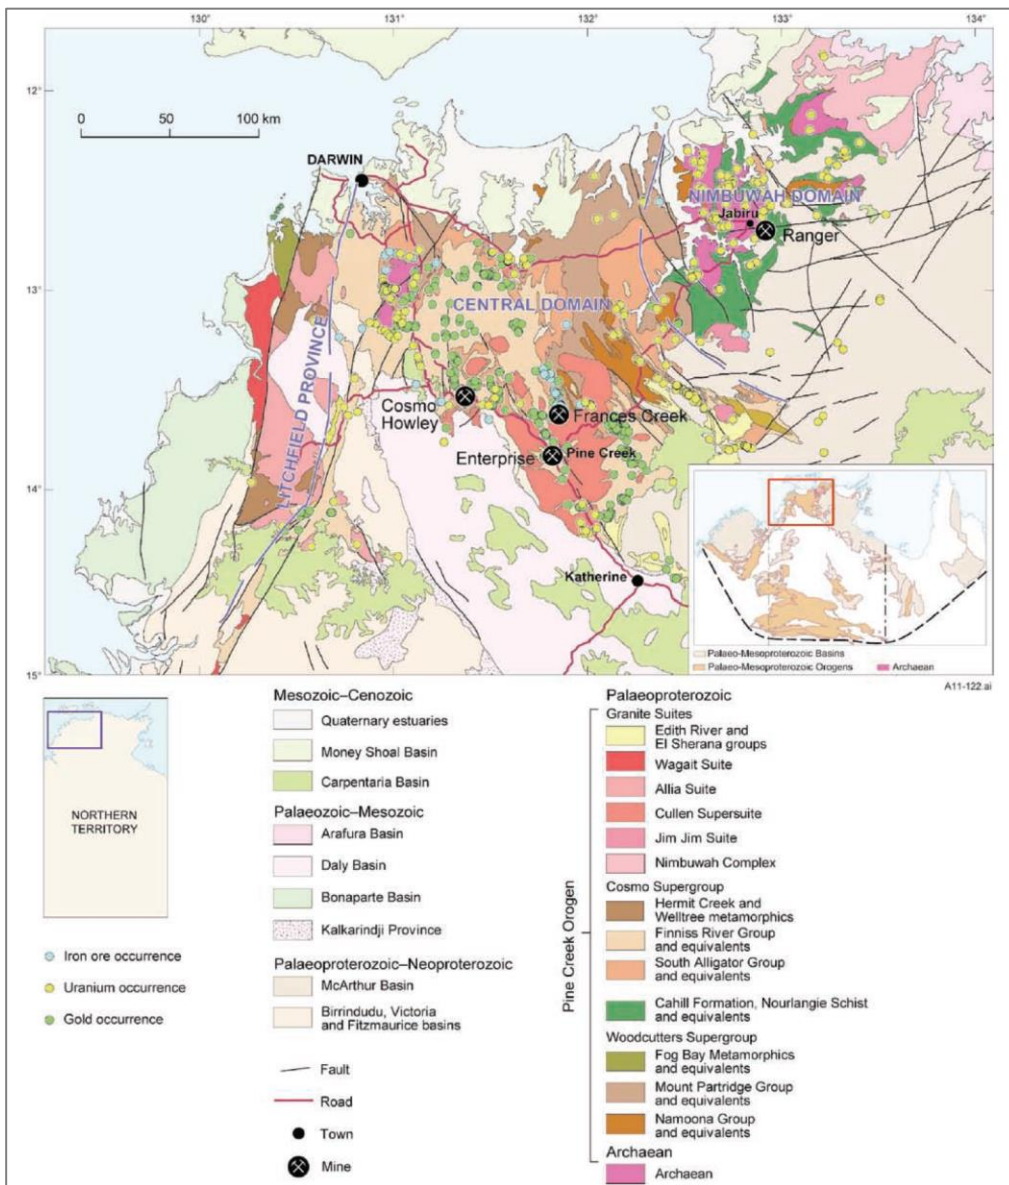 130°
131°
132°
133°
134°
12°
0 50 100 km
DARWIN
NIMBUWAH DOMAIN
Jabiru
Ranger
13°
CENTRAL DOMAIN
LITCHFIELD PROVINCE
Cosmo
Howley
Frances Creek
Enterprise
Pine Creek
14°
Katherine
15°
Palaeo-Mesoproterozoic Basins
Palaeo-Mesoproterozoic Orogens
Archaean
A11-122.ai
NORTHERN
TERRITORY
Iron ore occurrence
Uranium occurrence
Gold occurrence
Mesozoic–Cenozoic
Quaternary estuaries
Money Shoal Basin
Carpentaria Basin
Palaeozoic–Mesozoic
Arafura Basin
Daly Basin
Bonaparte Basin
Kalkarindji Province
Palaeoproterozoic–Neoproterozoic
McArthur Basin
Birrindudu, Victoria
and Fitzmaurice basins
Fault
Road
Town
Mine
Pine Creek Orogen
Palaeoproterozoic
Granite Suites
Edith River and
El Sherana groups
Wagait Suite
Allia Suite
Cullen Supersuite
Jim Jim Suite
Nimbuwah Complex
Cosmo Supergroup
Hermit Creek and
Welltree metamorphics
Finniss River Group
and equivalents
South Alligator Group
and equivalents
Cahill Formation, Nourlangie Schist
and equivalents
Woodcutters Supergroup
Fog Bay Metamorphics
and equivalents
Mount Partridge Group
and equivalents
Namoona Group
and equivalents
Archaean
Archaean